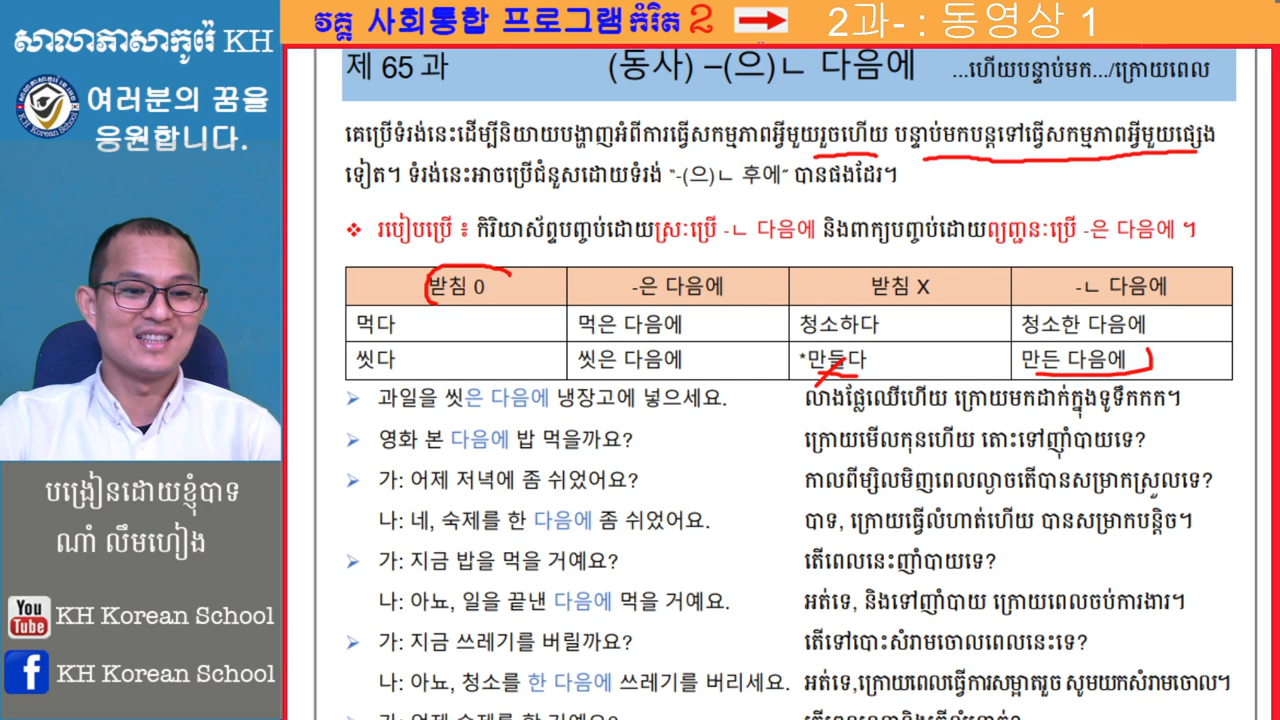 សាលាភាសាកូរ៉េ KH
여러분의 꿈을
응원합니다.
បង្រៀនដោយខ្ញុំបាទ
ណាំ លឹមហៀង
You Tube KH Korean School
f KH Korean School
វគ្គ 사회통합 프로그램 កំរិត 2 2과- : 동영상 1
제 65 과 (동사) –(으)ㄴ 다음에 ...ហើយបន្ទាប់មក.../ក្រោយពេល
គេប្រើទំរង់នេះដើម្បីនិយាយបង្ហាញអំពីការធ្វើសកម្មភាពអ្វីមួយរួចហើយ បន្ទាប់មកបន្តទៅធ្វើសកម្មភាពអ្វីមួយផ្សេង
ទៀត។ ទំរង់នេះអាចប្រើជំនួសដោយទំរង់ "-(으)ㄴ 후에" បានផងដែរ។
❖ របៀបប្រើ ៖ កិរិយាស័ព្ទបញ្ចប់ដោយស្រៈប្រើ -ㄴ 다음에 និងពាក្យបញ្ចប់ដោយព្យញ្ជនៈប្រើ -은 다음에 ។
받침 0 -은 다음에 받침 X -ㄴ 다음에
먹다 먹은 다음에 청소하다 청소한 다음에
씻다 씻은 다음에 *만들다 만든 다음에
➢ 과일을 씻은 다음에 냉장고에 넣으세요. លាងផ្លែឈើហើយ ក្រោយមកដាក់ក្នុងទូទឹកកក។
➢ 영화 본 다음에 밥 먹을까요? ក្រោយមើលកុនហើយ តោះទៅញ៉ាំបាយទេ?
➢ 가: 어제 저녁에 좀 쉬었어요? កាលពីម្សិលមិញពេលល្ងាចតើបានសម្រាកស្រួលទេ?
나: 네, 숙제를 한 다음에 좀 쉬었어요. បាទ, ក្រោយធ្វើលំហាត់ហើយ បានសម្រាកបន្តិច។
➢ 가: 지금 밥을 먹을 거예요? តើពេលនេះញ៉ាំបាយទេ?
나: 아뇨, 일을 끝낸 다음에 먹을 거예요. អត់ទេ, និងទៅញ៉ាំបាយ ក្រោយពេលចប់ការងារ។
➢ 가: 지금 쓰레기를 버릴까요? តើទៅបោះសំរាមចោលពេលនេះទេ?
나: 아뇨, 청소를 한 다음에 쓰레기를 버리세요. អត់ទេ,ក្រោយពេលធ្វើការសម្អាតរួច សូមយកសំរាមចោល។